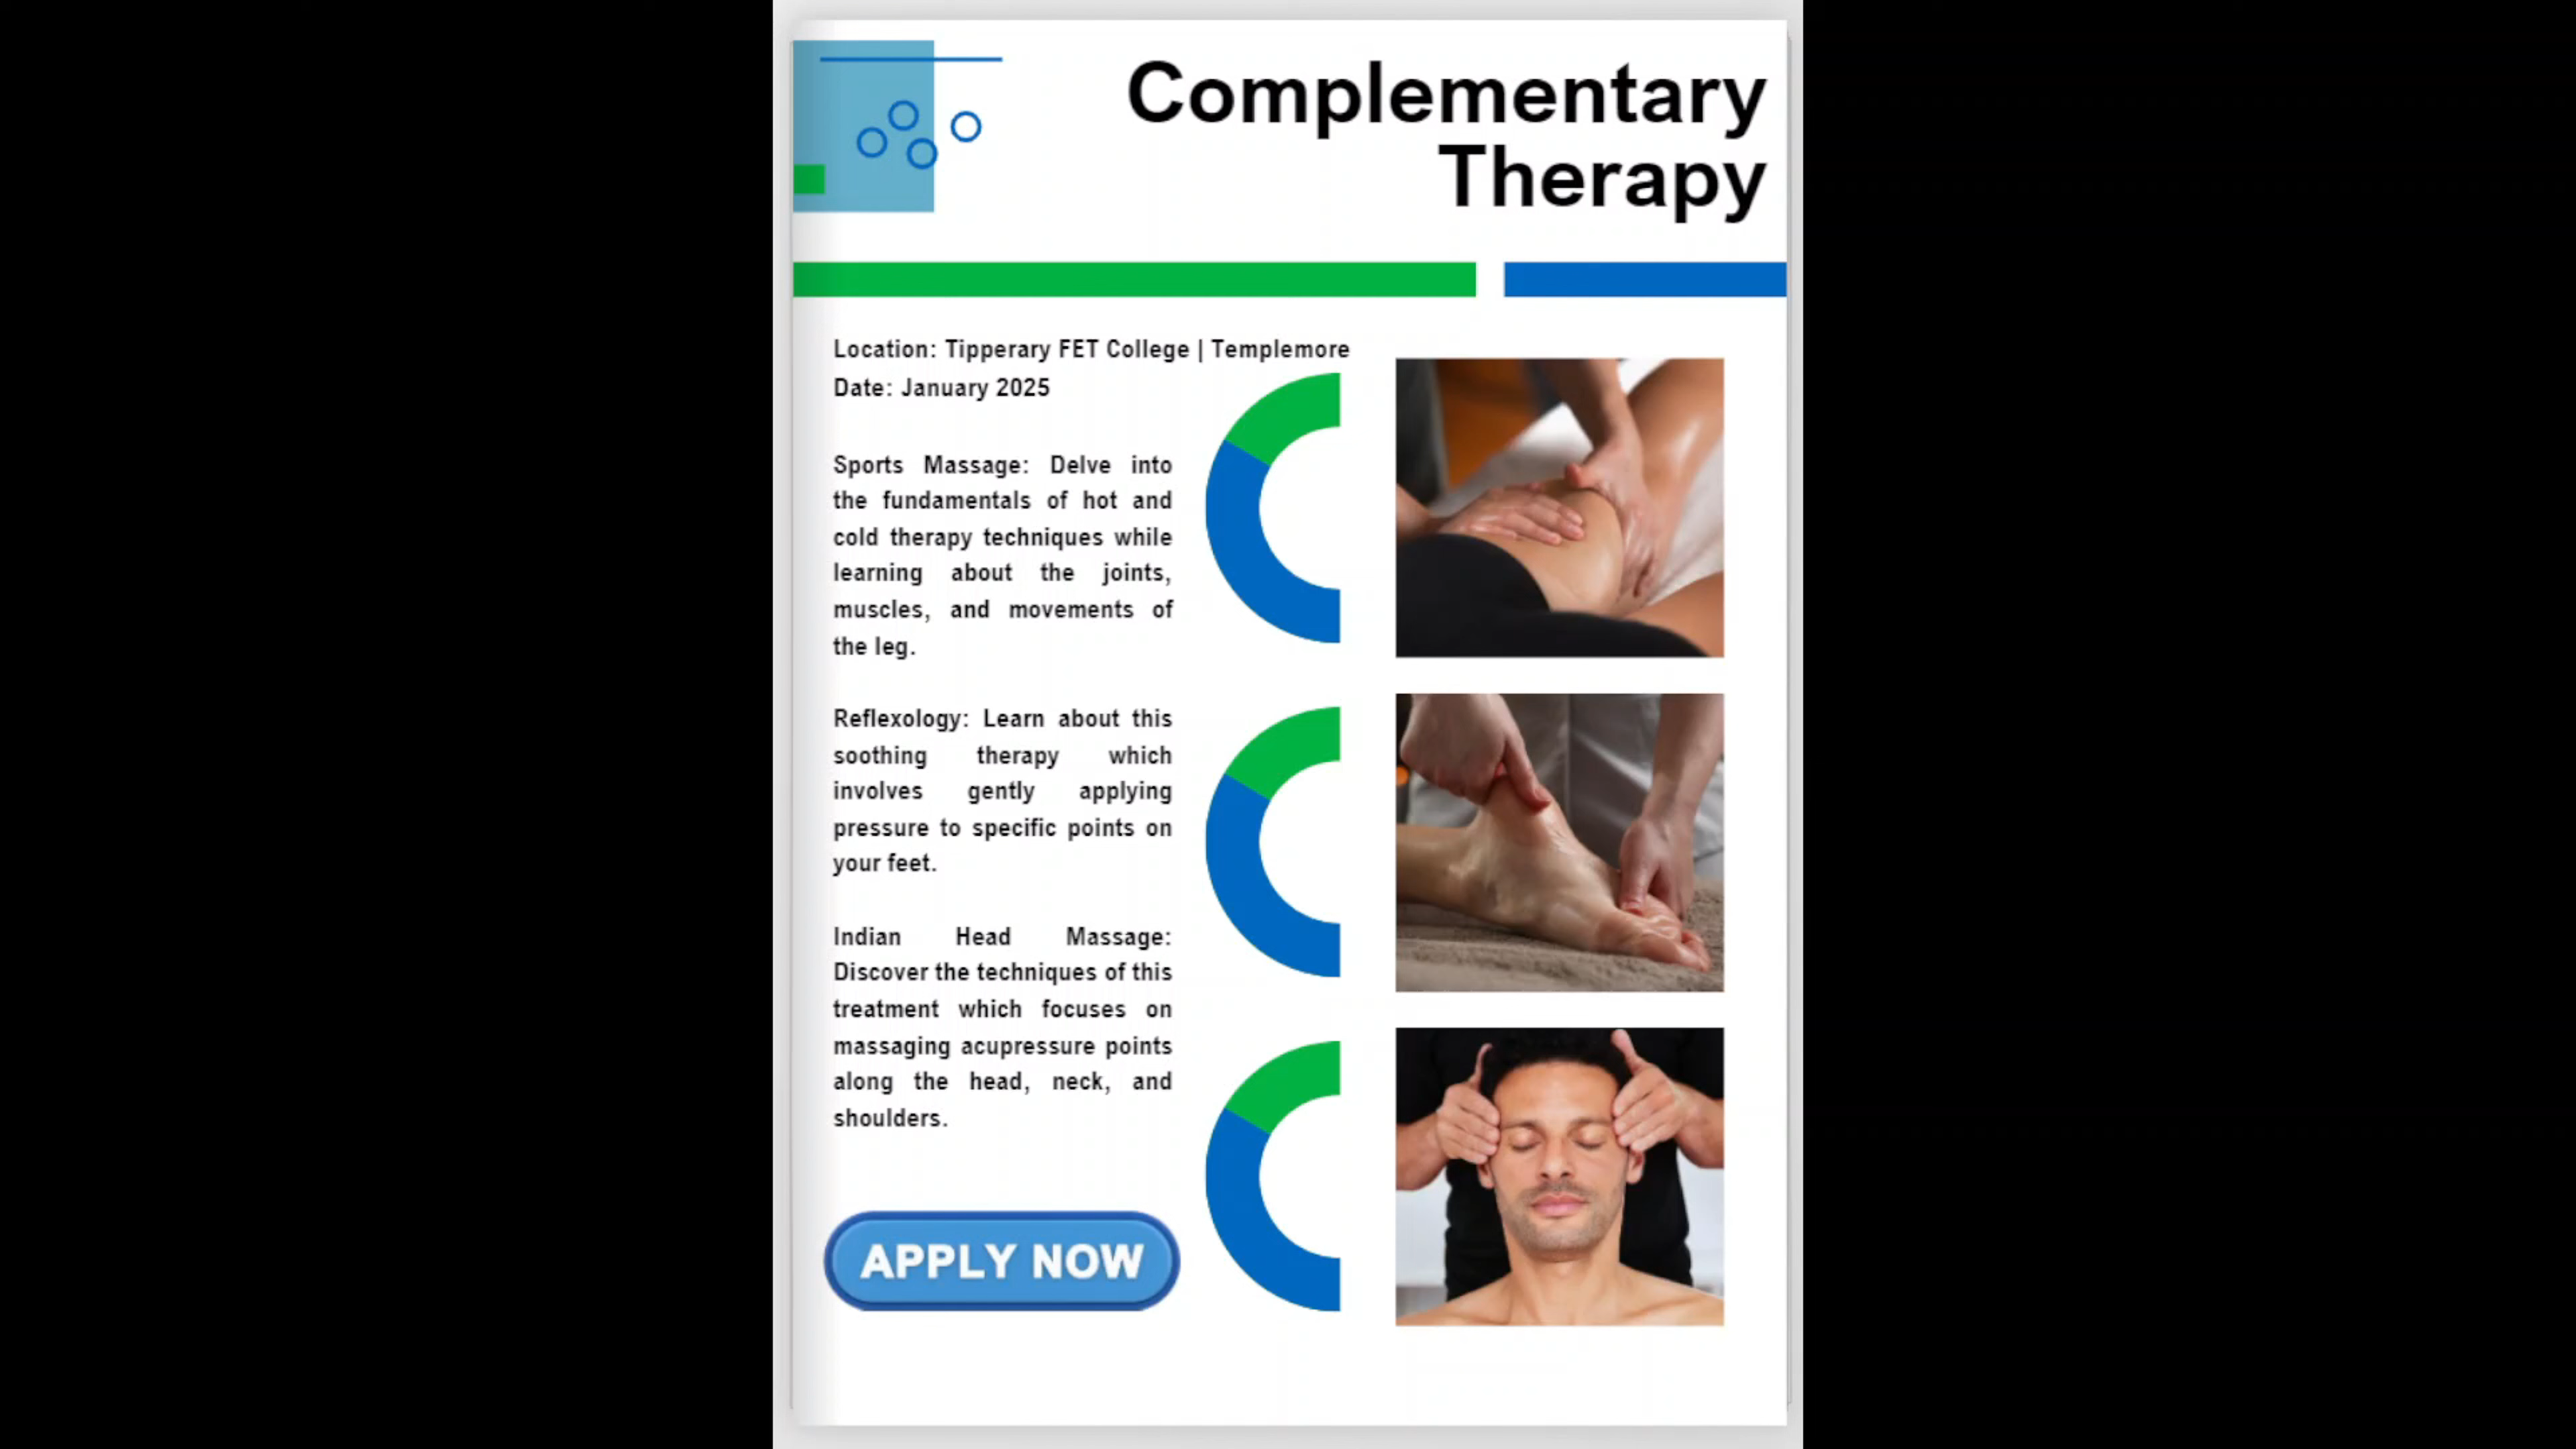 Complementary
Therapy
Location: Tipperary FET College | Templemore
Date: January 2025
Sports Massage: Delve into
the fundamentals of hot and
cold therapy techniques while
learning about the joints,
muscles, and movements of
the leg.
Reflexology: Learn about this
soothing therapy which
involves gently applying
pressure to specific points on
your feet.
Indian Head Massage:
Discover the techniques of this
treatment which focuses on
massaging acupressure points
along the head, neck, and
shoulders.
APPLY NOW